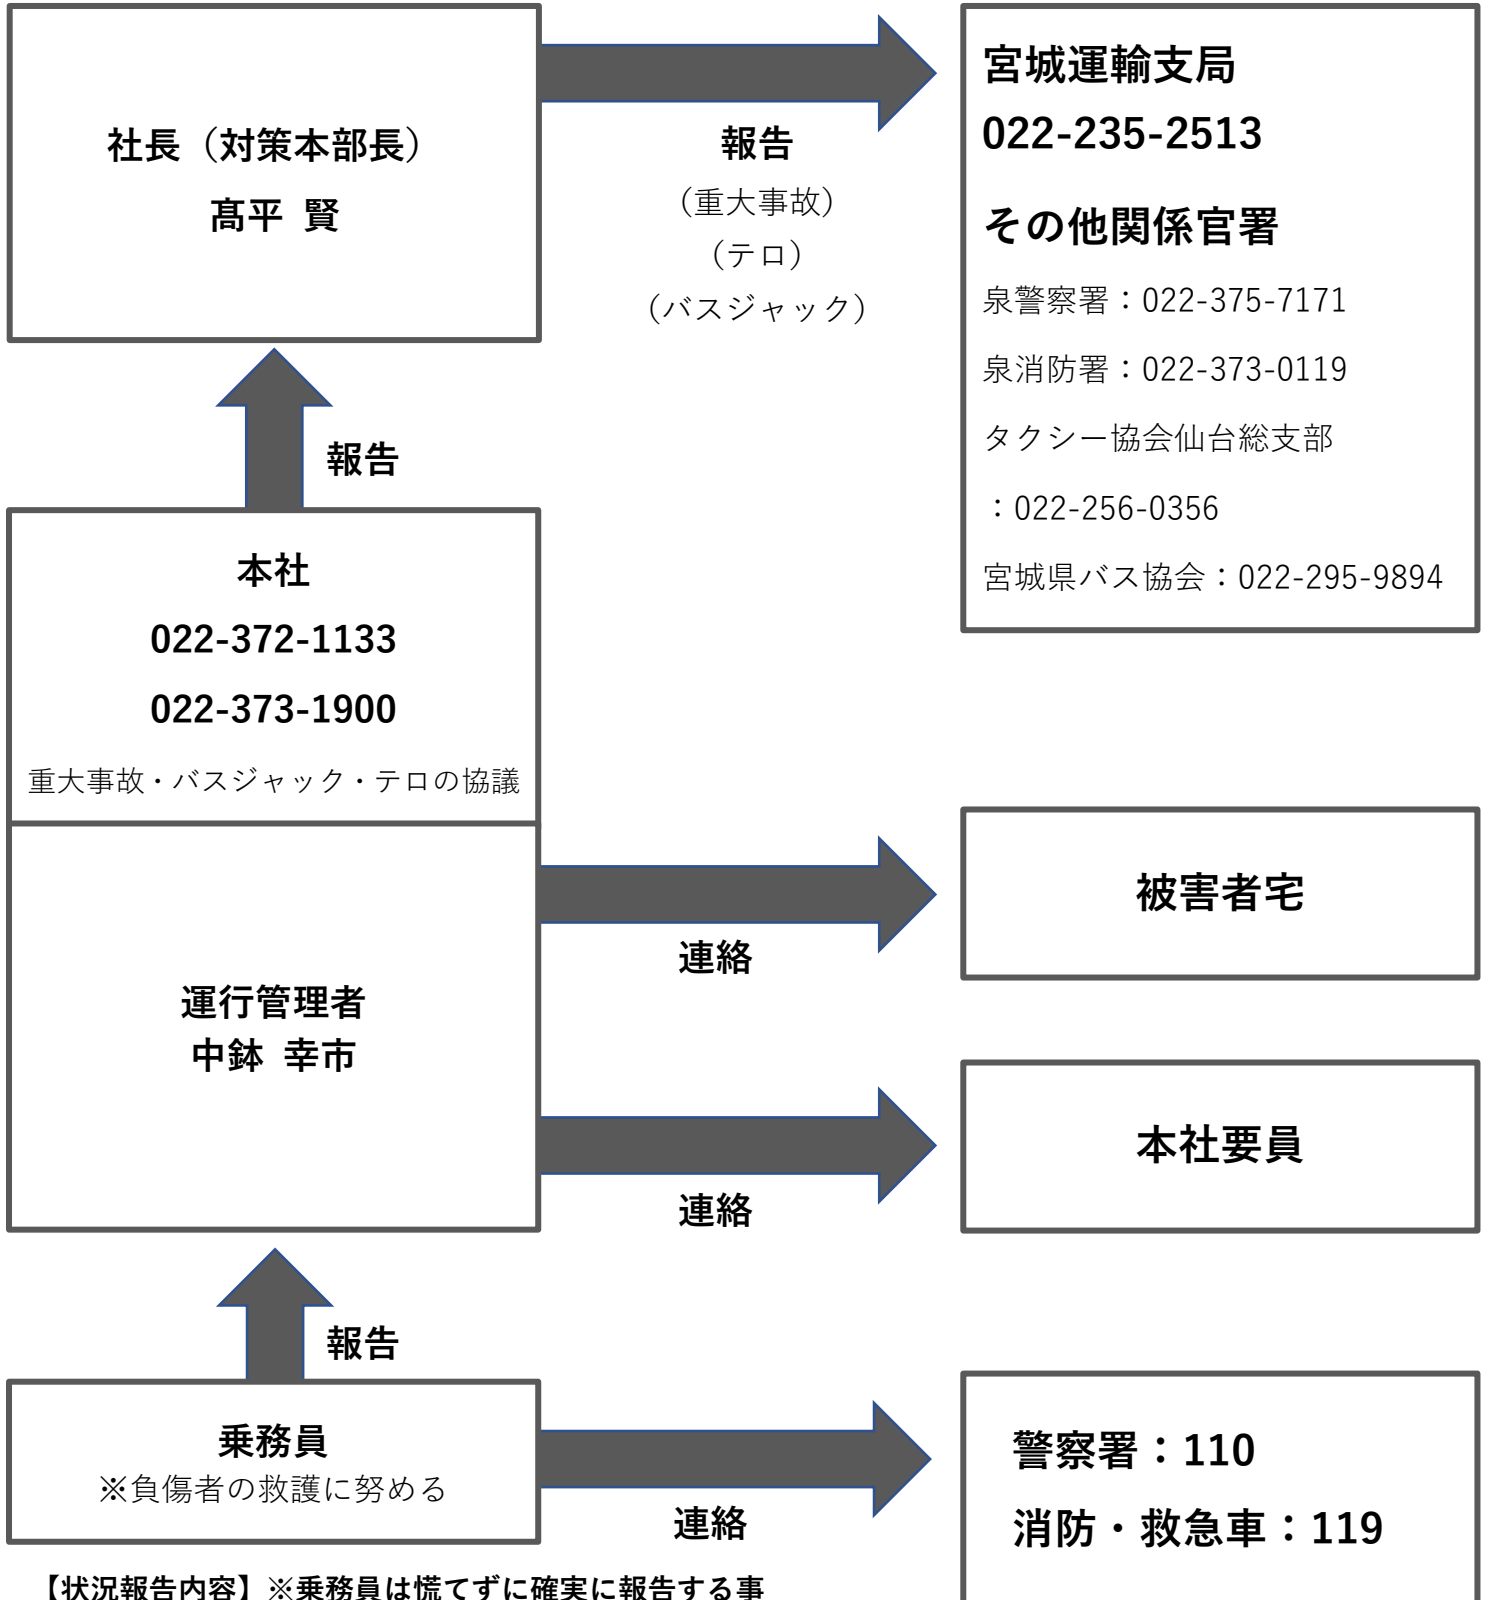 社長（対策本部長）
髙平 賢
報告
（重大事故）
（テロ）
（バスジャック）
宮城運輸支局
022-235-2513
その他関係官署
泉警察署：022-375-7171
泉消防署：022-373-0119
タクシー協会仙台総支部
：022-256-0356
宮城県バス協会：022-295-9894
報告
本社
022-372-1133
022-373-1900
重大事故・バスジャック・テロの協議
運行管理者
中鉢 幸市
連絡
被害者宅
連絡
本社要員
報告
乗務員
※負傷者の救護に努める
連絡
警察署：110
消防・救急車：119
【状況報告内容】※乗務員は慌てずに確実に報告する事